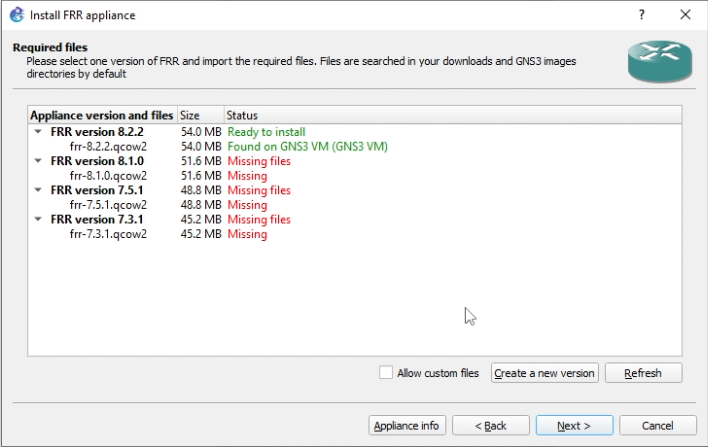 Install FRR appliance ?
Required files
Please select one version of FRR and import the required files. Files are searched in your downloads and GNS3 images
directories by default
Appliance version and files Size Status
FRR version 8.2.2 54.0 MB Ready to install
frr-8.2.2.qcow2 54.0 MB Found on GNS3 VM (GNS3 VM)
FRR version 8.1.0 51.6 MB Missing files
frr-8.1.0.qcow2 51.6 MB Missing
FRR version 7.5.1 48.8 MB Missing files
frr-7.5.1.qcow2 48.8 MB Missing
FRR version 7.3.1 45.2 MB Missing files
frr-7.3.1.qcow2 45.2 MB Missing
Allow custom files Create a new version Refresh
Appliance info < Back Next > Cancel